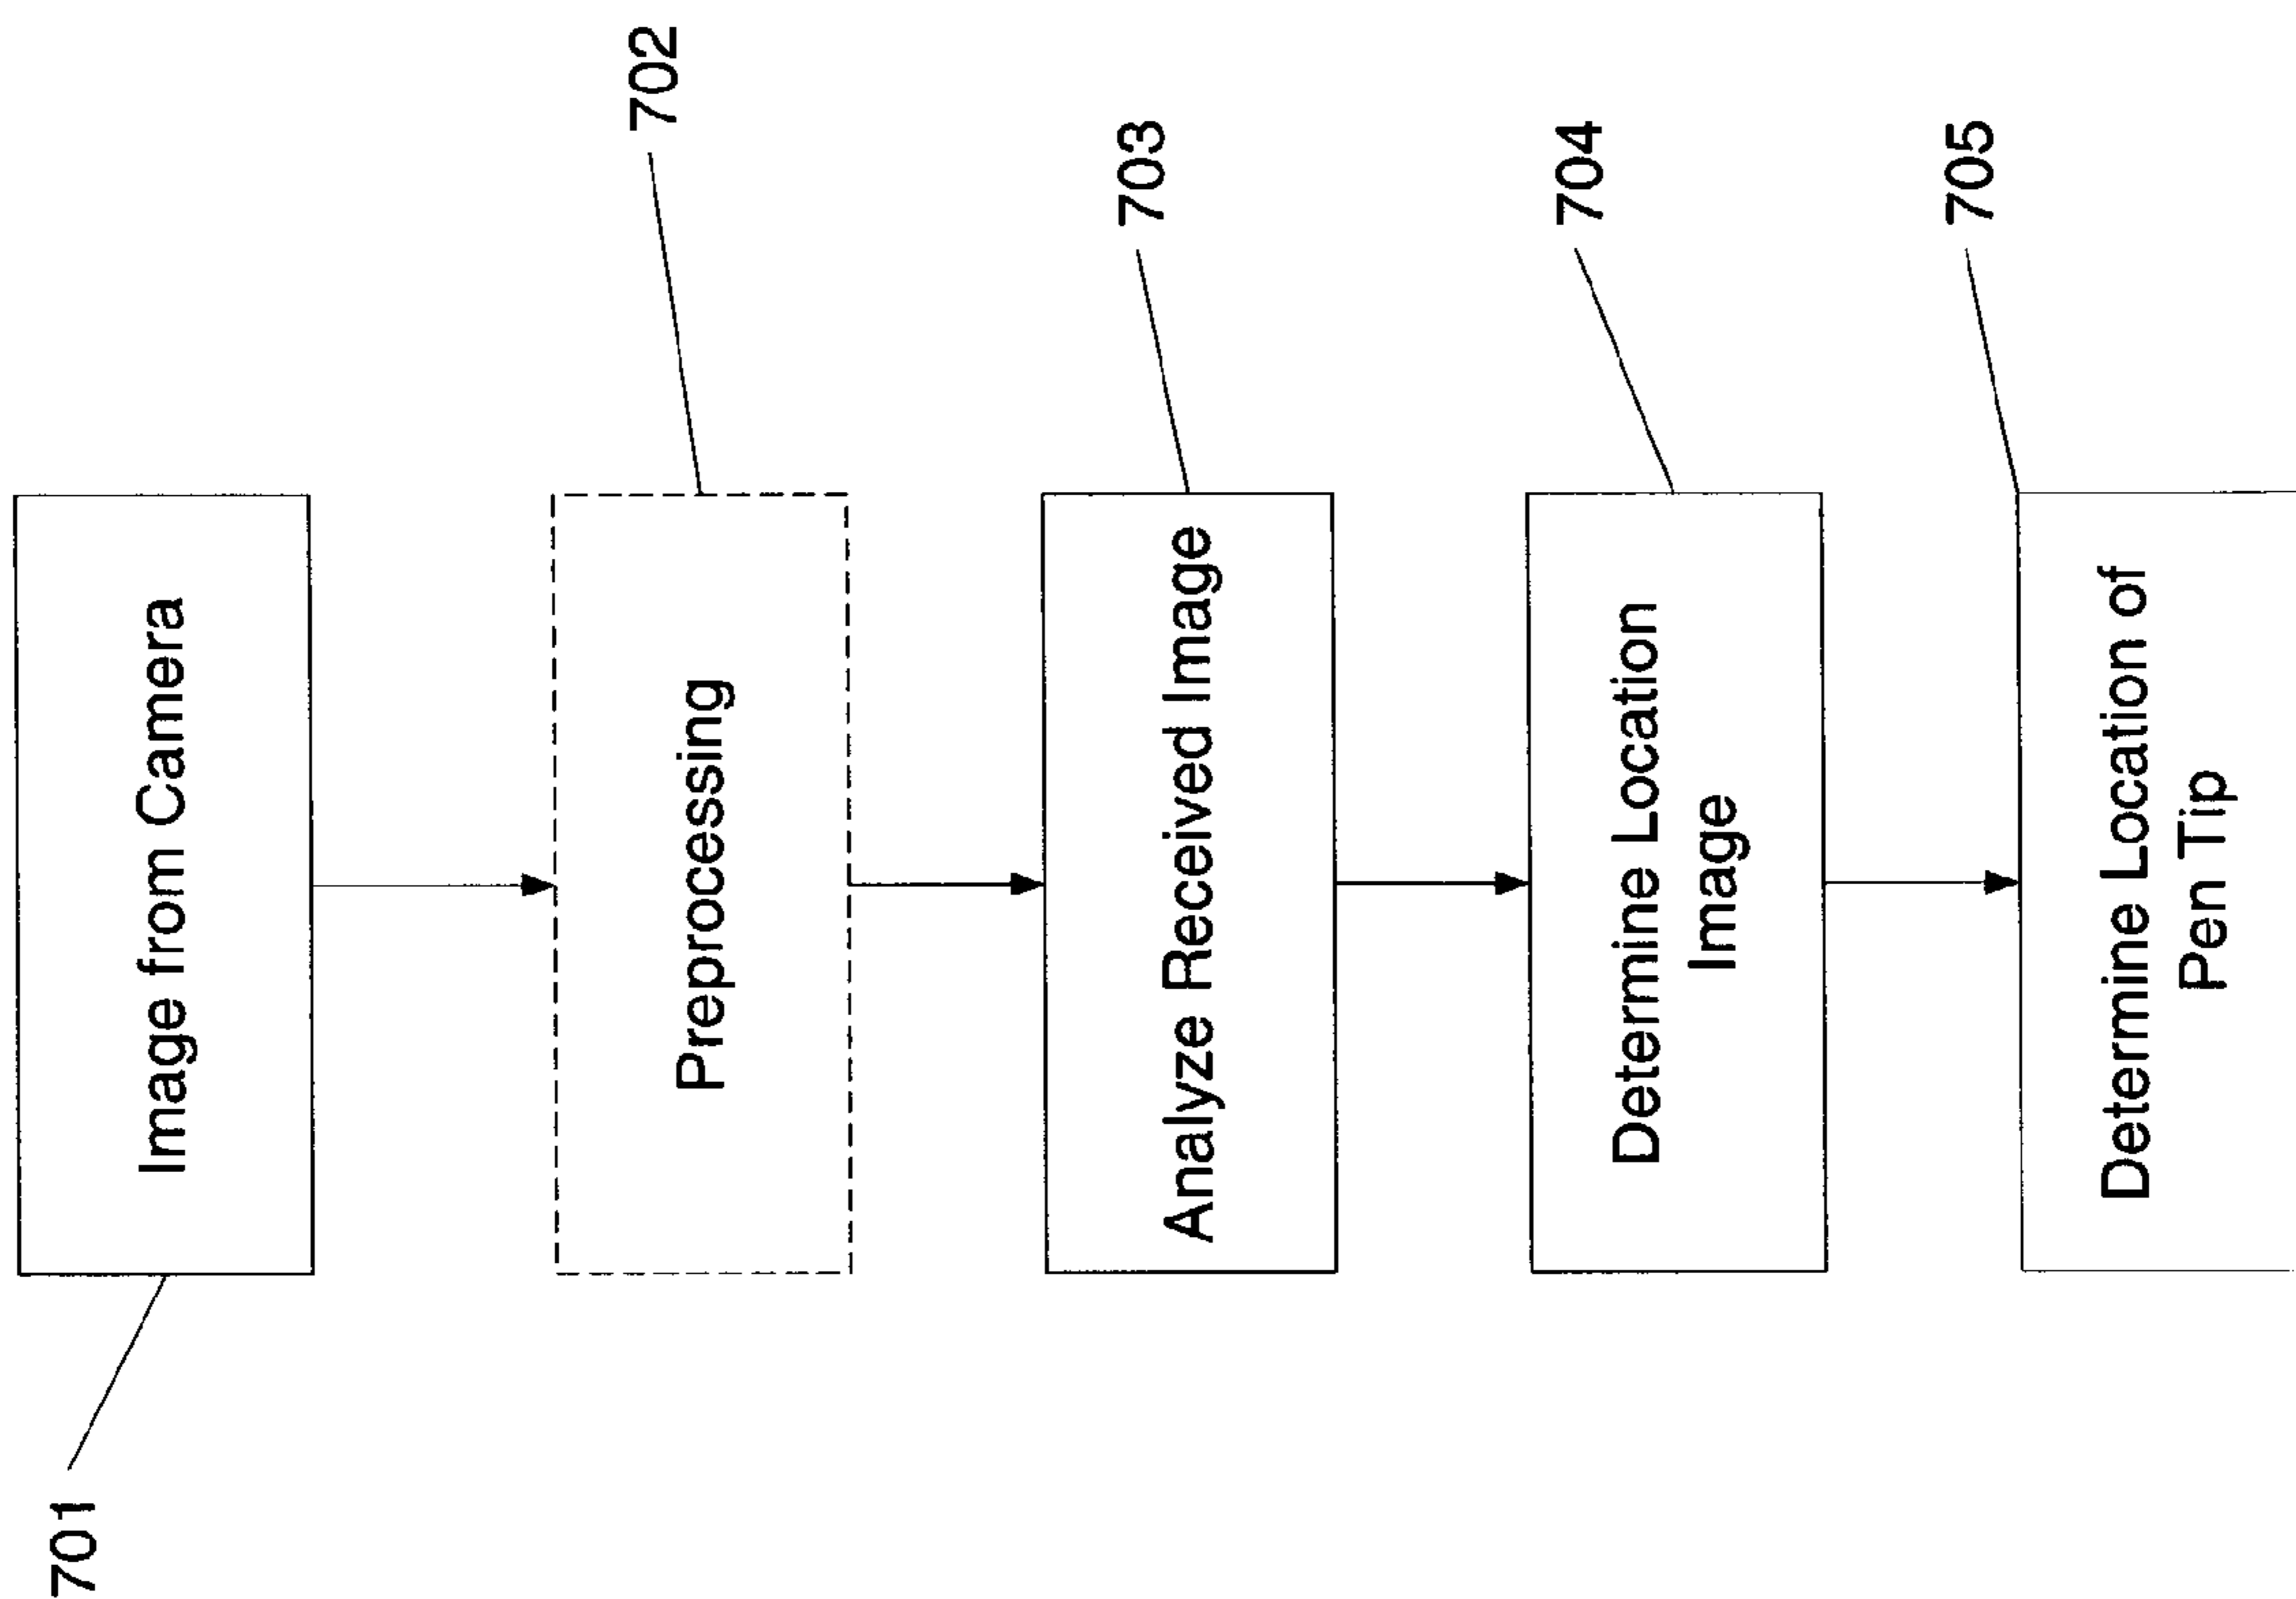 701
Image from Camera
702
Preprocessing
703
Analyze Received Image
704
Determine Location
Image
705
Determine Location of
Pen Tip